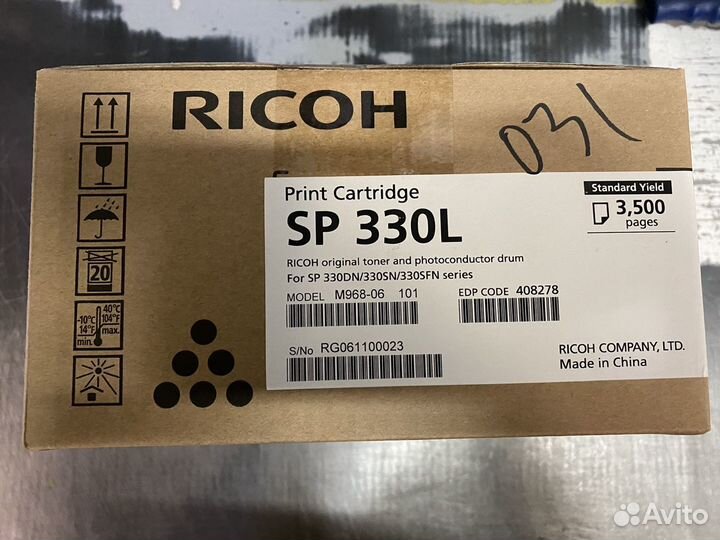 RICOH
031
Print Cartridge
SP 330L
Standard Yield
3,500
pages
RICOH original toner and photoconductor drum
For SP 330DN/330SN/330SFN series
MODEL M968-06 101
EDP CODE 408278
S/No RG061100023
RICOH COMPANY, LTD.
Made in China
20
40°C
-10°C 104°F
14°F max.
min.
Avito